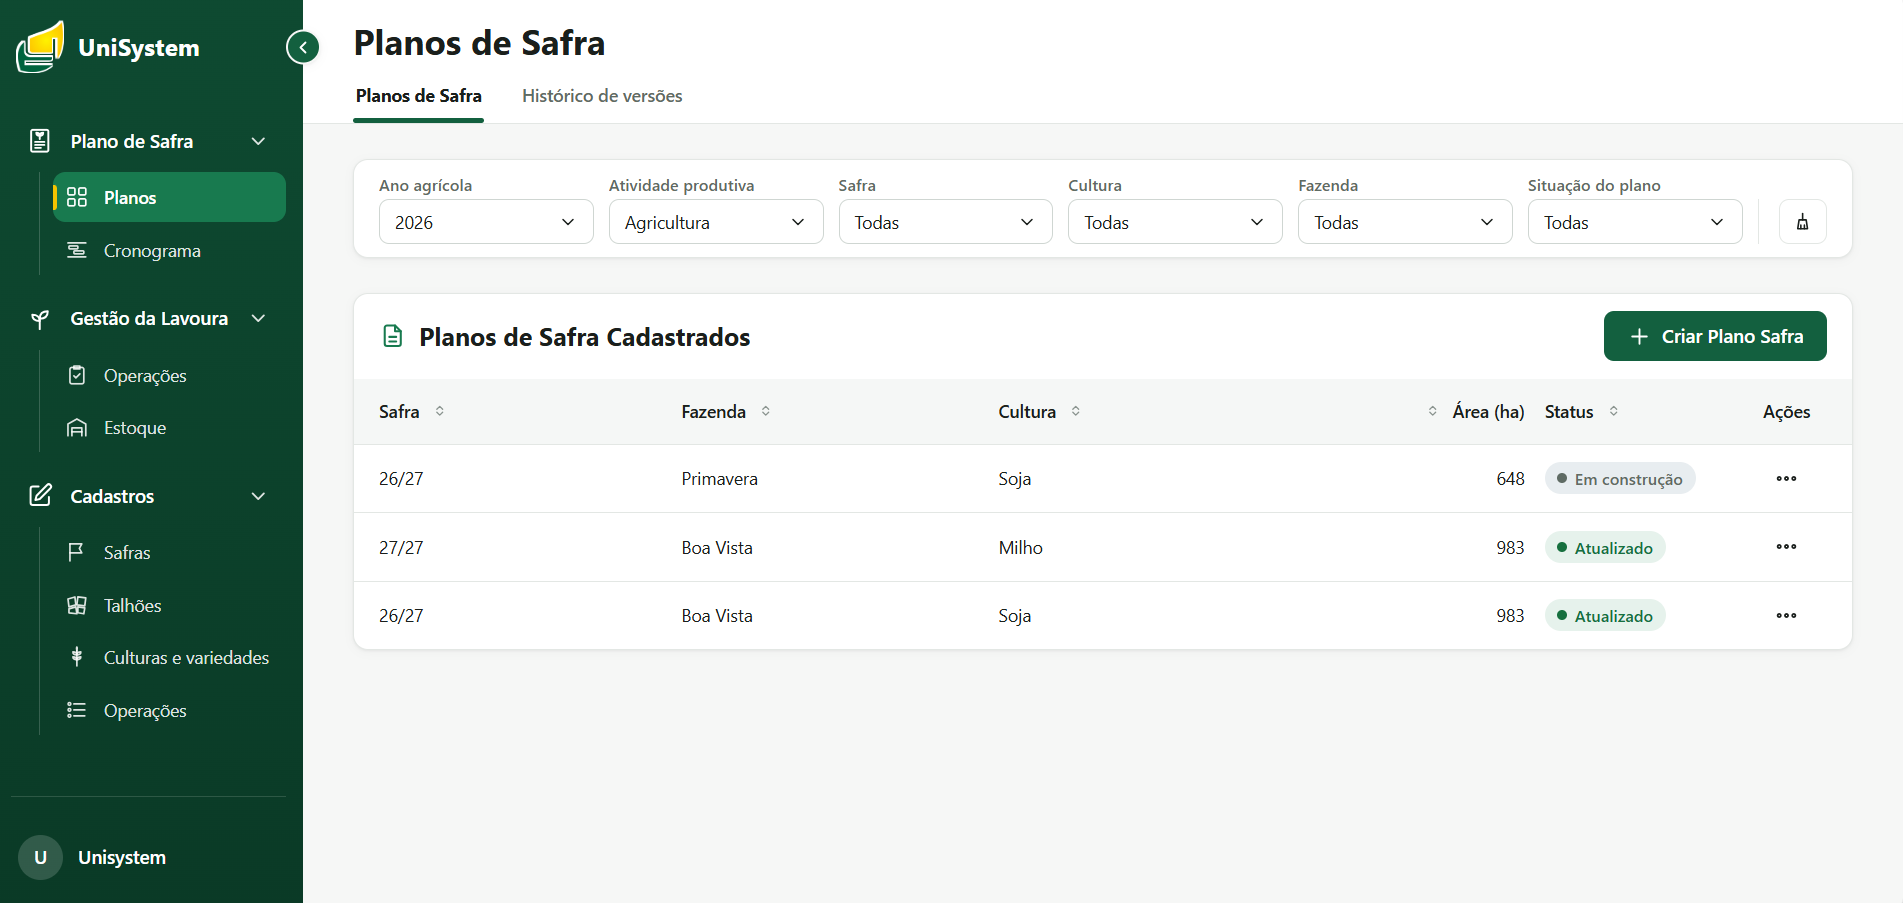 UniSystem
Plano de Safra
Planos
Cronograma
Gestão da Lavoura
Operações
Estoque
Cadastros
Safras
Talhões
Culturas e variedades
Operações
U Unisystem
Planos de Safra
Planos de Safra Histórico de versões
Ano agrícola Atividade produtiva Safra Cultura Fazenda Situação do plano
2026 Agricultura Todas Todas Todas Todas
Planos de Safra Cadastrados Criar Plano Safra
Safra Fazenda Cultura Área (ha) Status Ações
26/27 Primavera Soja 648 Em construção
27/27 Boa Vista Milho 983 Atualizado
26/27 Boa Vista Soja 983 Atualizado